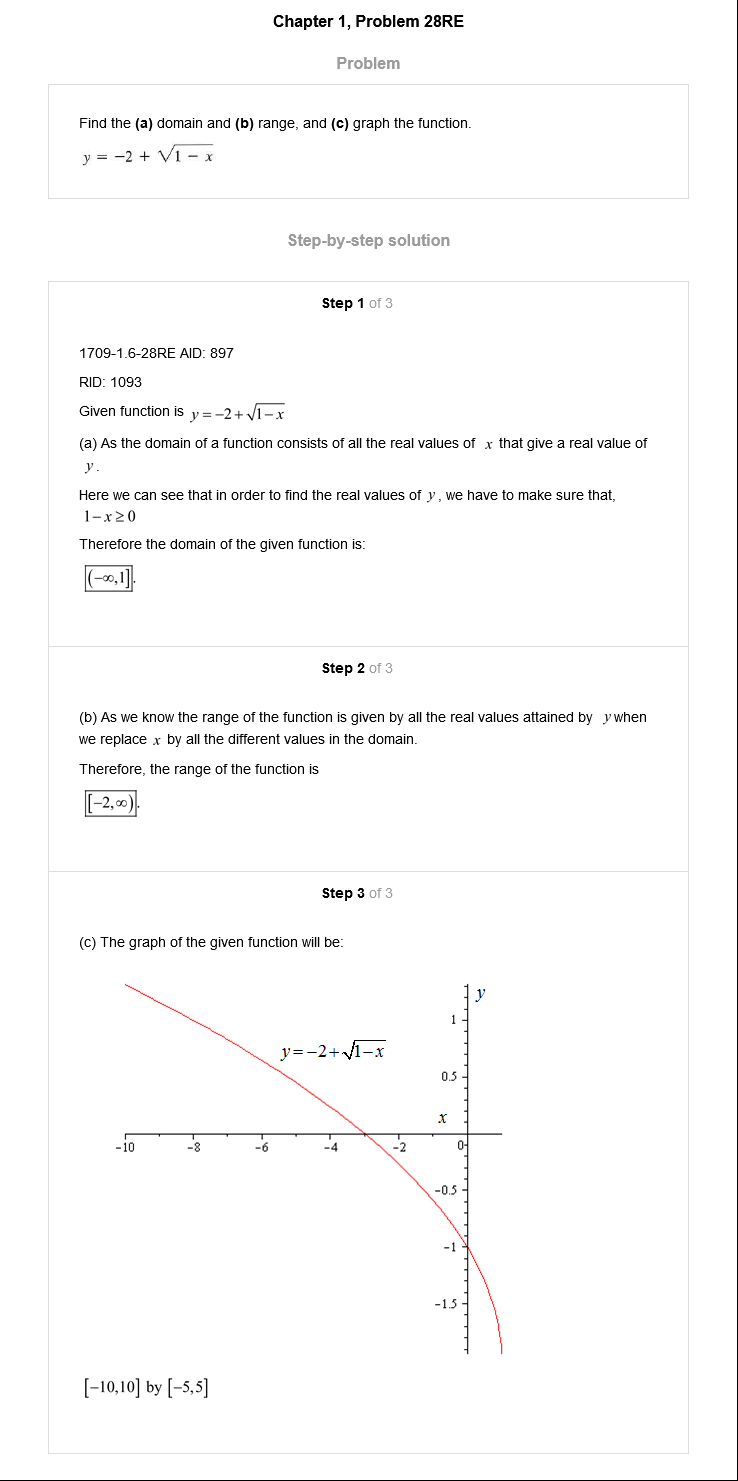 Chapter 1, Problem 28RE
Problem
Find the (a) domain and (b) range, and (c) graph the function.
y = −2 + √1 − x
Step-by-step solution
Step 1 of 3
1709-1.6-28RE AID: 897
RID: 1093
Given function is y = −2 + √1−x
(a) As the domain of a function consists of all the real values of x that give a real value of
y.
Here we can see that in order to find the real values of y, we have to make sure that,
1−x ≥ 0
Therefore the domain of the given function is:
(−∞,1].
Step 2 of 3
(b) As we know the range of the function is given by all the real values attained by y when
we replace x by all the different values in the domain.
Therefore, the range of the function is
[−2,∞).
Step 3 of 3
(c) The graph of the given function will be:
y
1
y = −2 + √1−x
0.5
x
-10 -8 -6 -4 -2 0
-0.5
-1
-1.5
[−10,10] by [−5,5]